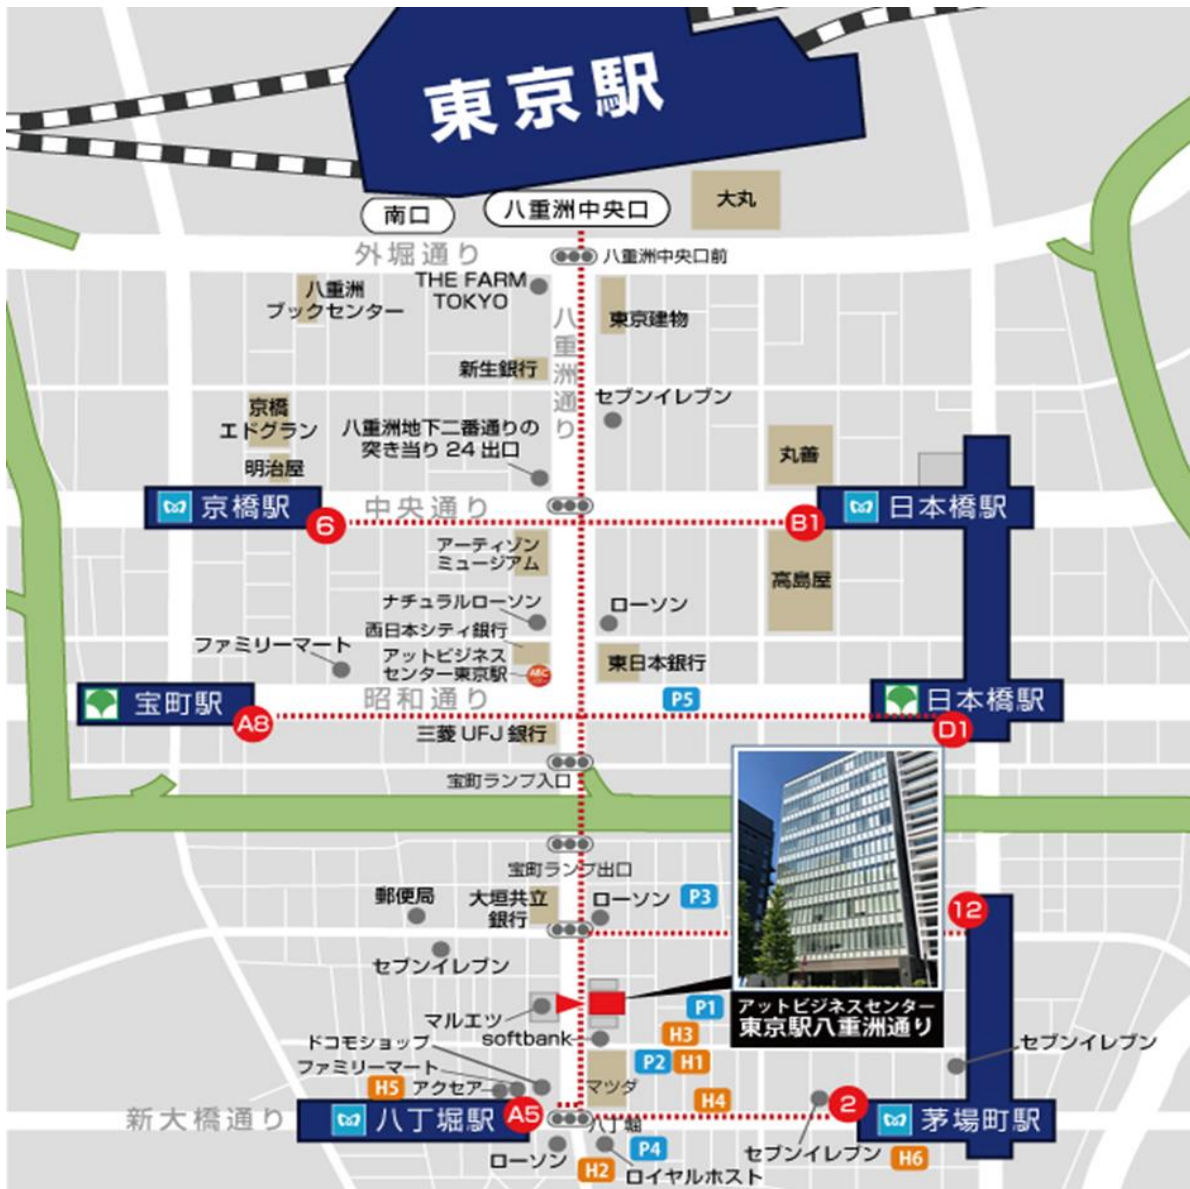 東京駅
南口
八重洲中央口
大丸
外堀通り
八重洲中央口前
八重洲
ブックセンター
THE FARM
TOKYO
八重洲通り
東京建物
新生銀行
セブンイレブン
京橋
エドグラン
八重洲地下二番通りの
突き当り 24 出口
明治屋
丸善
京橋駅
6
中央通り
B1
日本橋駅
アーティゾン
ミュージアム
高島屋
ナチュラルローソン
ローソン
西日本シティ銀行
ファミリーマート
アットビジネス
センター東京駅
ABC
東日本銀行
宝町駅
A8
昭和通り
P5
日本橋駅
D1
三菱 UFJ 銀行
宝町ランプ入口
宝町ランプ出口
郵便局
大垣共立
銀行
ローソン
P3
12
セブンイレブン
マルエツ
softbank
P1
アットビジネスセンター
東京駅八重洲通り
H3
ドコモショップ
セブンイレブン
ファミリーマート
P2
H1
H5
アクセア
マツダ
H4
新大橋通り
八丁堀駅
A5
八丁堀
2
茅場町駅
ローソン
P4
セブンイレブン
H6
H2
ロイヤルホスト